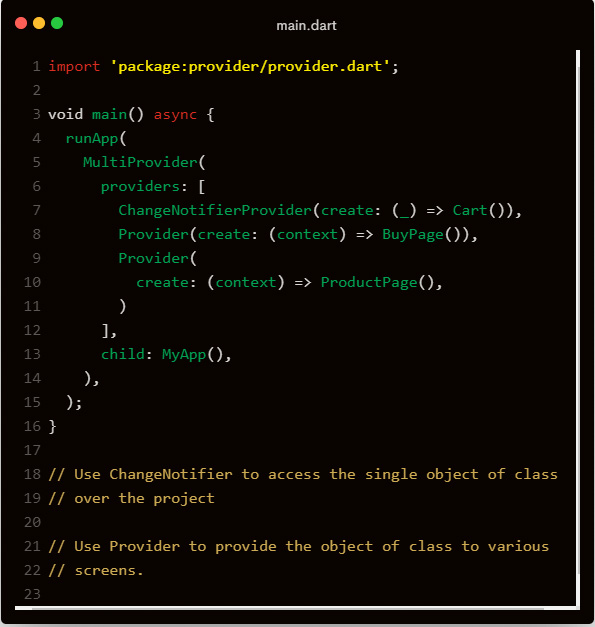 main.dart
1 import 'package:provider/provider.dart';
2
3 void main() async {
4   runApp(
5     MultiProvider(
6       providers: [
7         ChangeNotifierProvider(create: (_) => Cart()),
8         Provider(create: (context) => BuyPage()),
9         Provider(
10           create: (context) => ProductPage(),
11         )
12       ],
13       child: MyApp(),
14     ),
15   );
16 }
17
18 // Use ChangeNotifier to access the single object of class
19 // over the project
20
21 // Use Provider to provide the object of class to various
22 // screens.
23